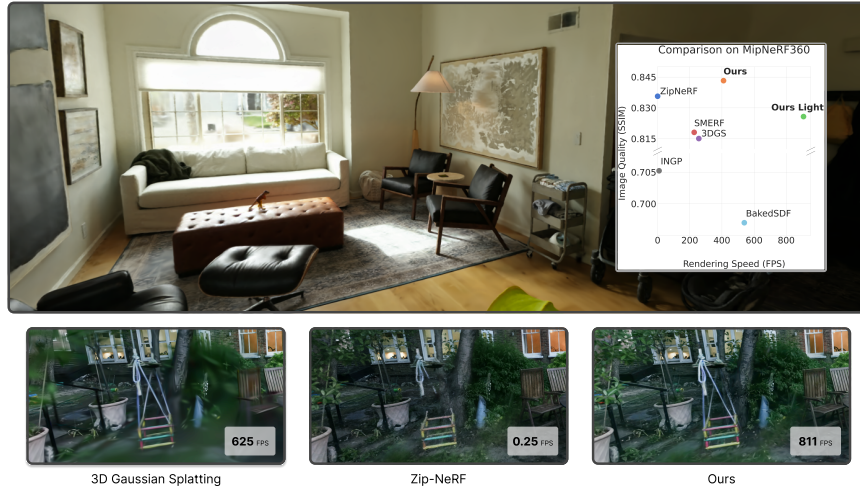 Comparison on MipNeRF360
Image Quality (SSIM)
0.845
0.830
0.815
0.705
0.700
Ours
ZipNeRF
Ours Light
SMERF
3DGS
INGP
BakedSDF
0 200 400 600 800
Rendering Speed (FPS)
625 FPS
0.25 FPS
811 FPS
3D Gaussian Splatting
Zip-NeRF
Ours